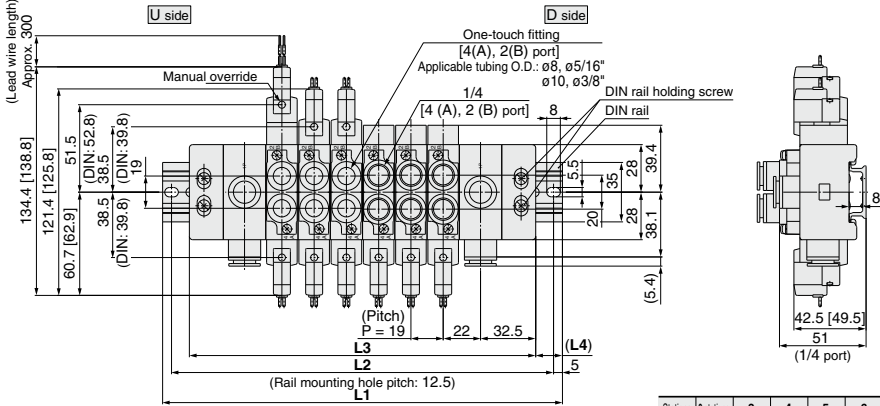 U side
D side
(Lead wire length)
Approx. 300
Manual override
One-touch fitting
[4(A), 2(B) port]
Applicable tubing O.D.: ø8, ø5/16"
ø10, ø3/8"
1/4
[4 (A), 2 (B) port]
DIN rail holding screw
DIN rail
8
134.4 [138.8]
121.4 [125.8]
60.7 [62.9]
51.5
(DIN: 52.8)
38.5
(DIN: 39.8)
19
38.5
(DIN: 39.8)
5.5
20
35
28
28
39.4
38.1
(5.4)
(Pitch)
P = 19
22
32.5
L3
(L4)
L2
5
(Rail mounting hole pitch: 12.5)
L1
8
42.5 [49.5]
51
(1/4 port)